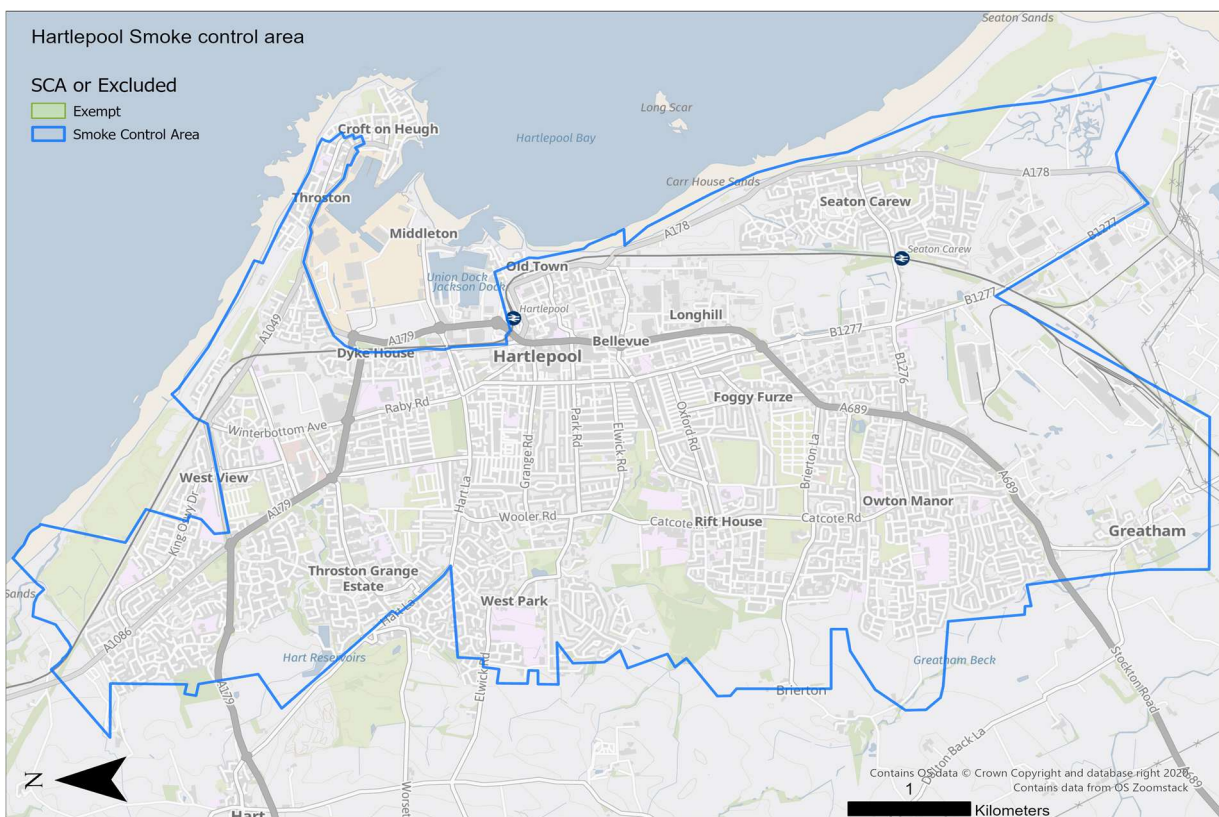 Hartlepool Smoke control area
SCA or Excluded
Exempt
Smoke Control Area
Seaton Sands
Long Scar
Croft on Heugh
Hartlepool Bay
Carr House Sands
A178
Throston
Seaton Carew
Middleton
A178
B1277
Seaton Carew
Old Town
Union Dock
Jackson Dock
A1049
Hartlepool
B1277
Longhill
A179
Bellevue
B1277
Dyke House
Hartlepool
B1276
Foggy Furze
Raby Rd
Oxford Rd
A689
Park Rd
Winterbottom Ave
Elwick Rd
Grange Rd
Brierton La
West View
Hart La
A689
A179
King Oswy Dr
Owton Manor
Wooler Rd
Catcote
Rift House
Catcote Rd
Greatham
Throston Grange
Estate
Sands
West Park
Hart La
A1086
Hart Reservoirs
Greatham Beck
Elwick Rd
A179
Brierton
Stockton Road
N
Dalton Back La
Contains OS data © Crown Copyright and database right 2020
Contains data from OS Zoomstack
A689
1
Kilometers
Worset
Hart